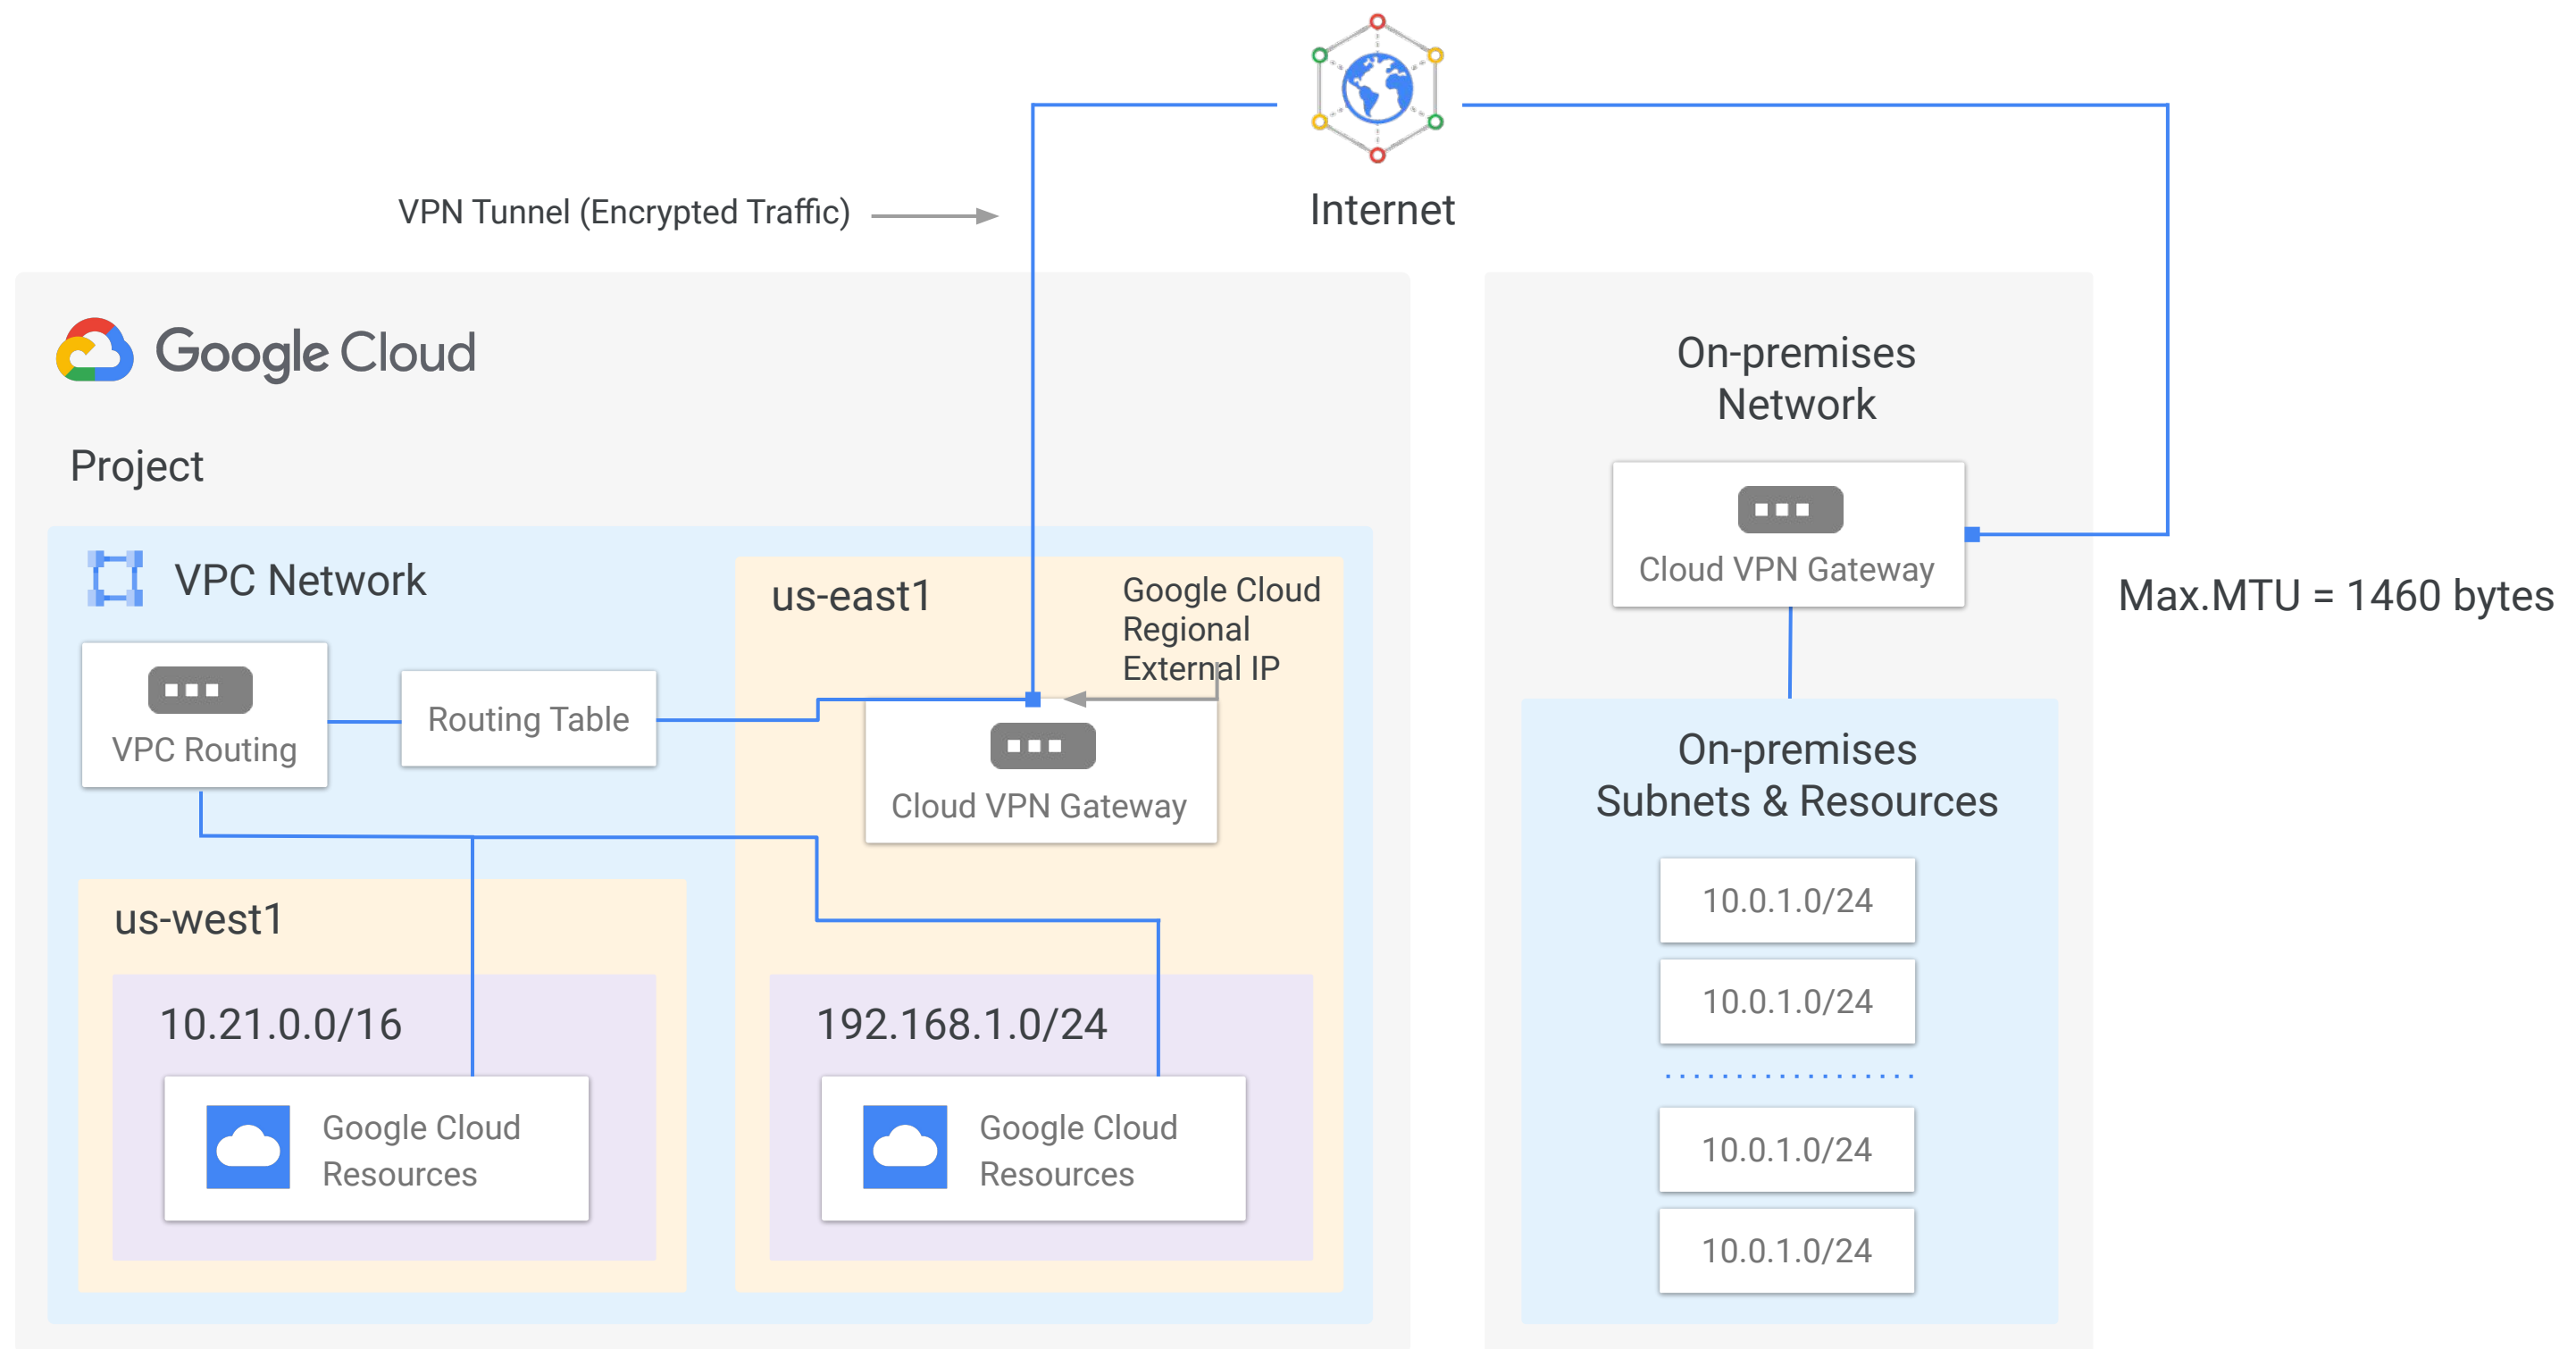 Internet
VPN Tunnel (Encrypted Traffic)
Google Cloud
Project
VPC Network
VPC Routing
Routing Table
us-east1
Google Cloud
Regional
External IP
Cloud VPN Gateway
us-west1
10.21.0.0/16
Google Cloud
Resources
192.168.1.0/24
Google Cloud
Resources
On-premises
Network
Cloud VPN Gateway
Max.MTU = 1460 bytes
On-premises
Subnets & Resources
10.0.1.0/24
10.0.1.0/24
10.0.1.0/24
10.0.1.0/24